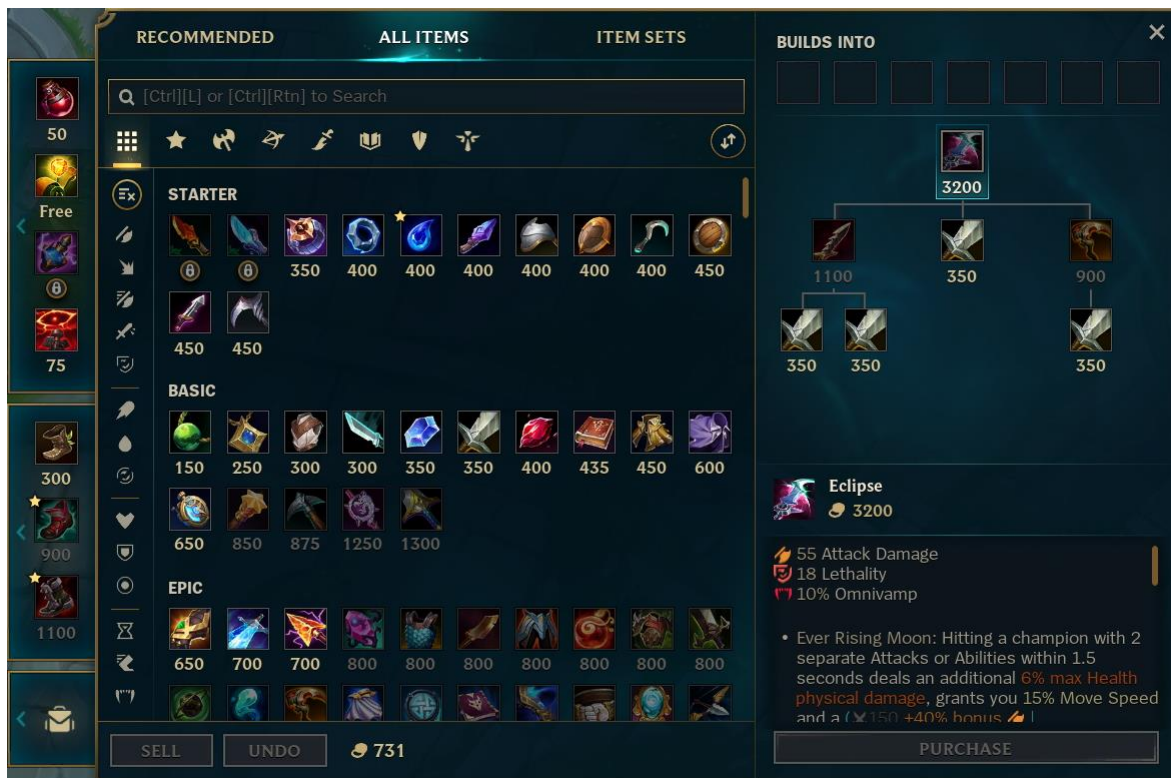 RECOMMENDED
ALL ITEMS
ITEM SETS
[Ctrl][L] or [Ctrl][Rtn] to Search
50
Free
75
300
900
1100
STARTER
350 400 400 400 400 400 400 450
450 450
BASIC
150 250 300 300 350 350 400 435 450 600
650 850 875 1250 1300
EPIC
650 700 700 800 800 800 800 800 800 800
SELL
UNDO
731
BUILDS INTO
3200
1100 350 900
350 350 350
Eclipse
3200
55 Attack Damage
18 Lethality
10% Omnivamp
• Ever Rising Moon: Hitting a champion with 2
separate Attacks or Abilities within 1.5
seconds deals an additional 6% max Health
physical damage, grants you 15% Move Speed
and a (150 +40% bonus |
PURCHASE